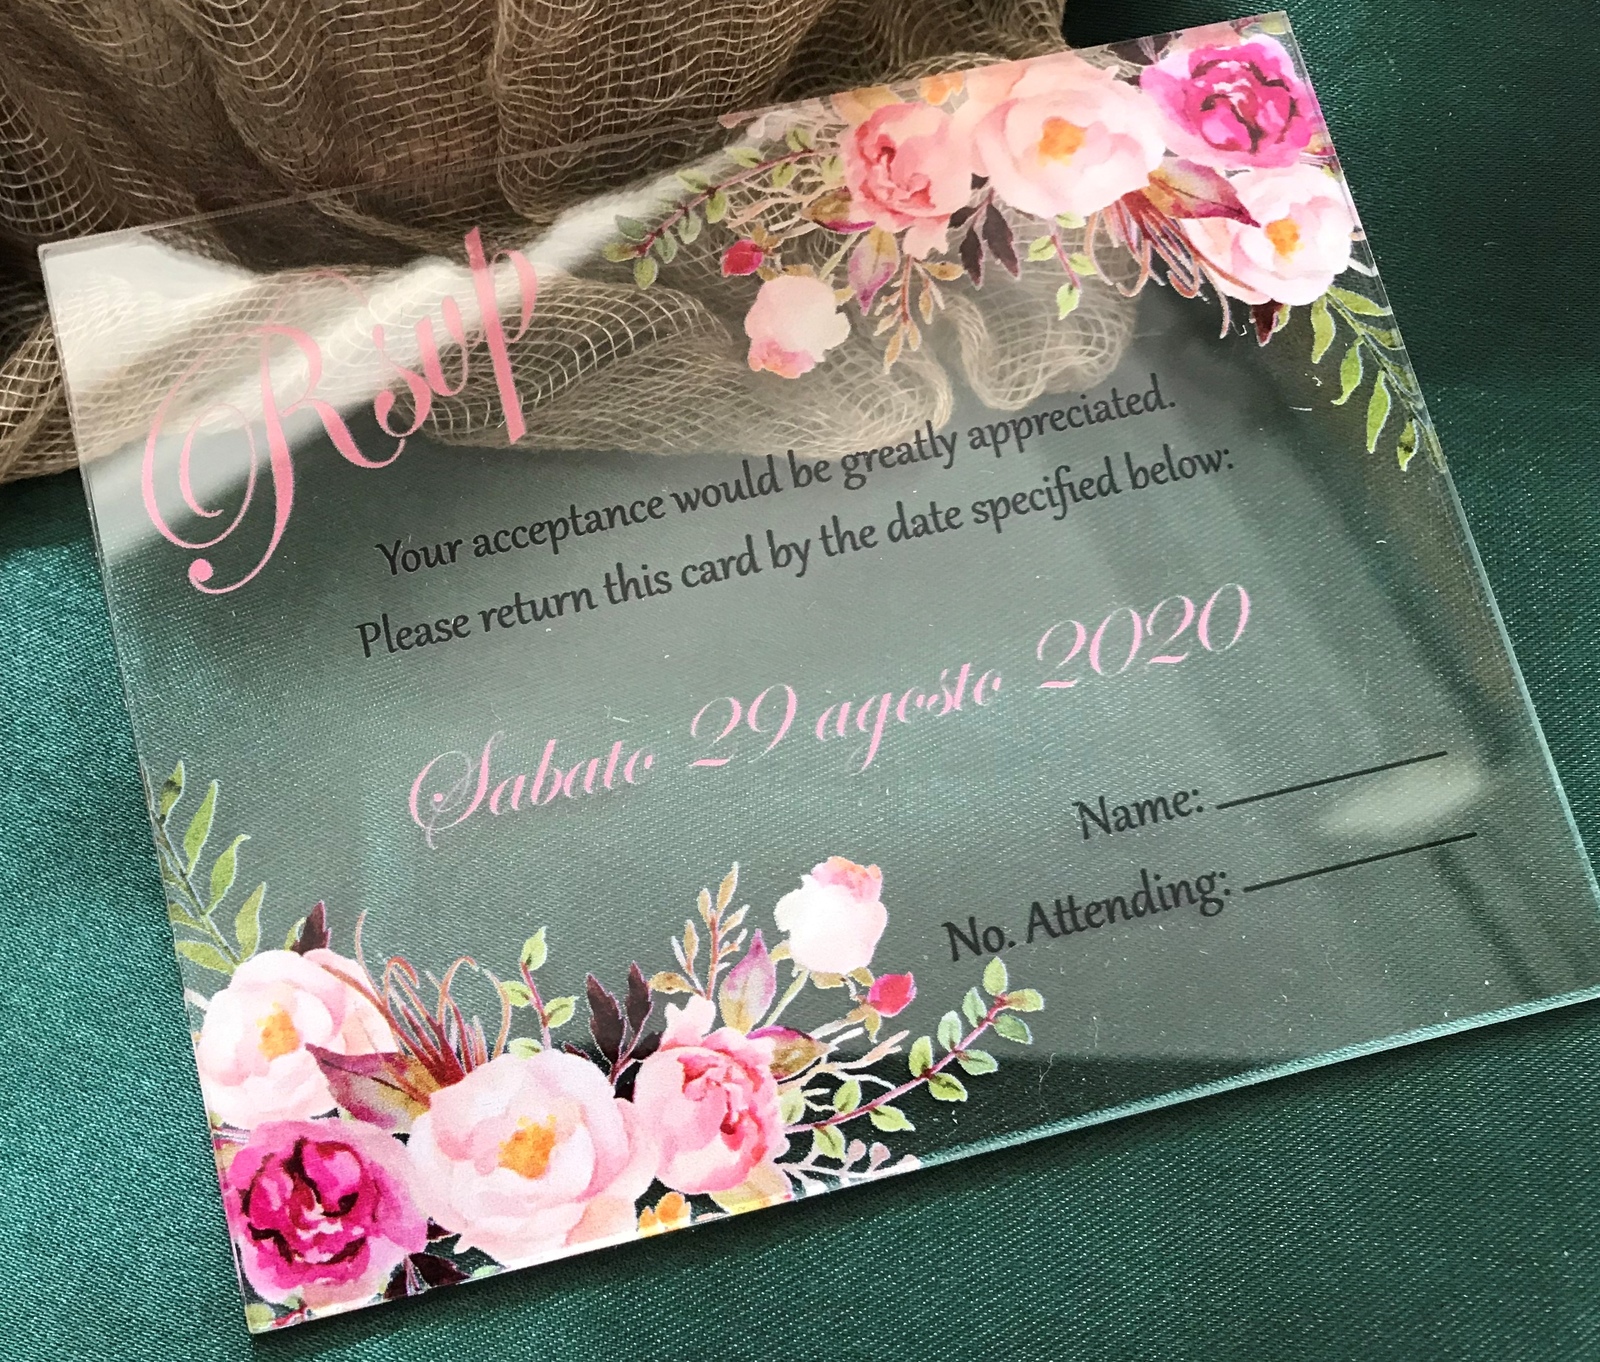 Rsvp
Your acceptance would be greatly appreciated.
Please return this card by the date specified below:
Sabato 29 agosto 2020
Name:
No. Attending: